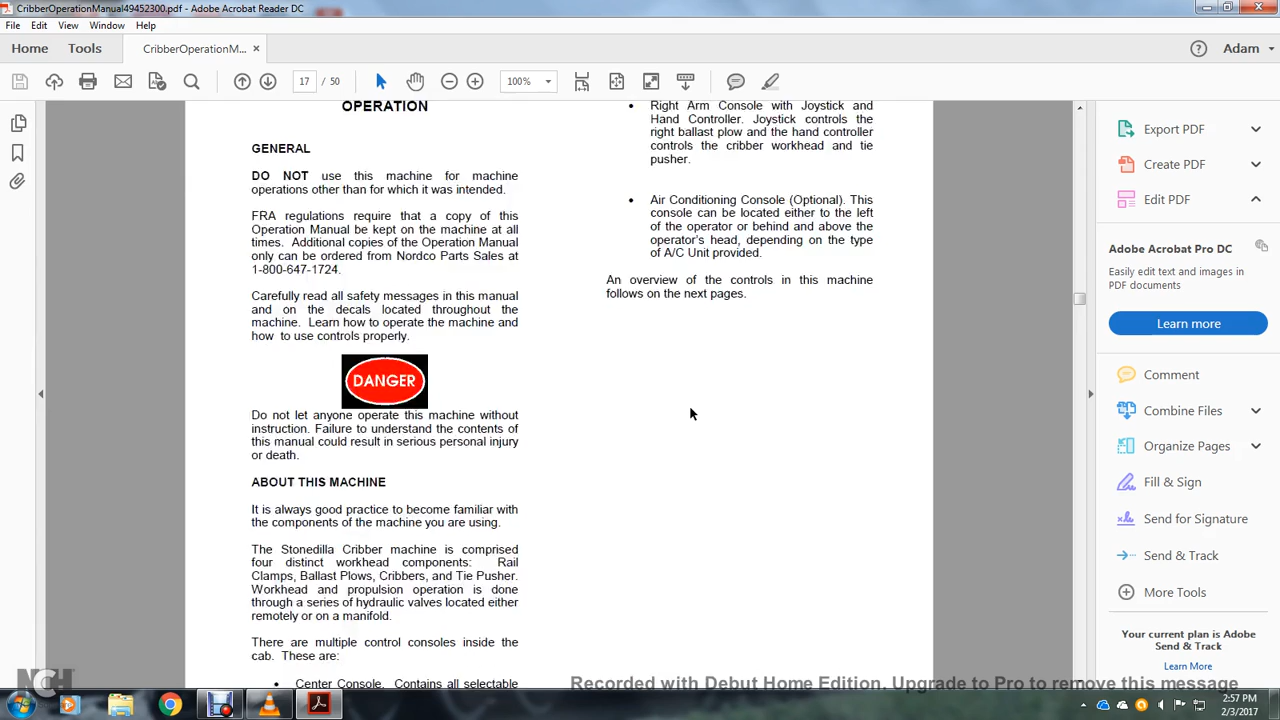 CribberOperationManual49452300.pdf - Adobe Acrobat Reader DC
File Edit View Window Help
Home Tools CribberOperationM... × Adam
17 / 50 100%
OPERATION
GENERAL
DO NOT use this machine for machine
operations other than for which it was intended.
FRA regulations require that a copy of this
Operation Manual be kept on the machine at all
times. Additional copies of the Operation Manual
only can be ordered from Nordco Parts Sales at
1-800-647-1724.
Carefully read all safety messages in this manual
and on the decals located throughout the
machine. Learn how to operate the machine and
how to use controls properly.
DANGER
Do not let anyone operate this machine without
instruction. Failure to understand the contents of
this manual could result in serious personal injury
or death.
ABOUT THIS MACHINE
It is always good practice to become familiar with
the components of the machine you are using.
The Stonedilla Cribber machine is comprised
four distinct workhead components: Rail
Clamps, Ballast Plows, Cribbers, and Tie Pusher.
Workhead and propulsion operation is done
through a series of hydraulic valves located either
remotely or on a manifold.
There are multiple control consoles inside the
cab. These are:
• Center Console. Contains all selectable
• Right Arm Console with Joystick and
Hand Controller. Joystick controls the
right ballast plow and the hand controller
controls the cribber workhead and tie
pusher.
• Air Conditioning Console (Optional). This
console can be located either to the left
of the operator or behind and above the
operator's head, depending on the type
of A/C Unit provided.
An overview of the controls in this machine
follows on the next pages.
Export PDF
Create PDF
Edit PDF
Adobe Acrobat Pro DC
Easily edit text and images in
PDF documents
Learn more
Comment
Combine Files
Organize Pages
Fill & Sign
Send for Signature
Send & Track
More Tools
Your current plan is Adobe
Send & Track
Learn More
NCH
Recorded with Debut Home Edition. Upgrade to Pro to remove this message
2:57 PM
2/3/2017